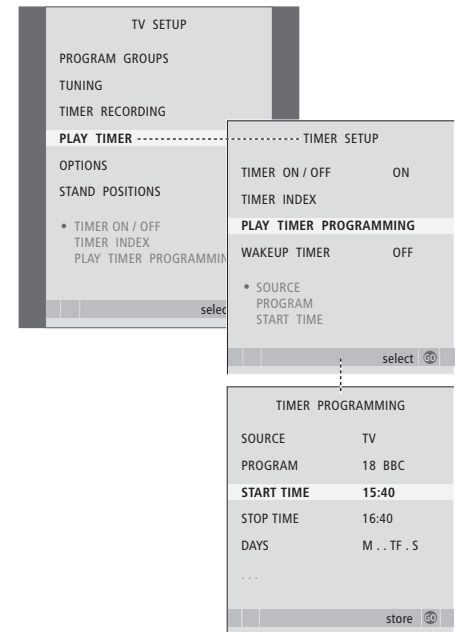 TV SETUP
PROGRAM GROUPS
TUNING
TIMER RECORDING
PLAY TIMER
OPTIONS
STAND POSITIONS
• TIMER ON / OFF
TIMER INDEX
PLAY TIMER PROGRAMMIN
selec
TIMER SETUP
TIMER ON / OFF ON
TIMER INDEX
PLAY TIMER PROGRAMMING
WAKEUP TIMER OFF
• SOURCE
PROGRAM
START TIME
select GO
TIMER PROGRAMMING
SOURCE TV
PROGRAM 18 BBC
START TIME 15:40
STOP TIME 16:40
DAYS M . . TF . S
. . .
store GO